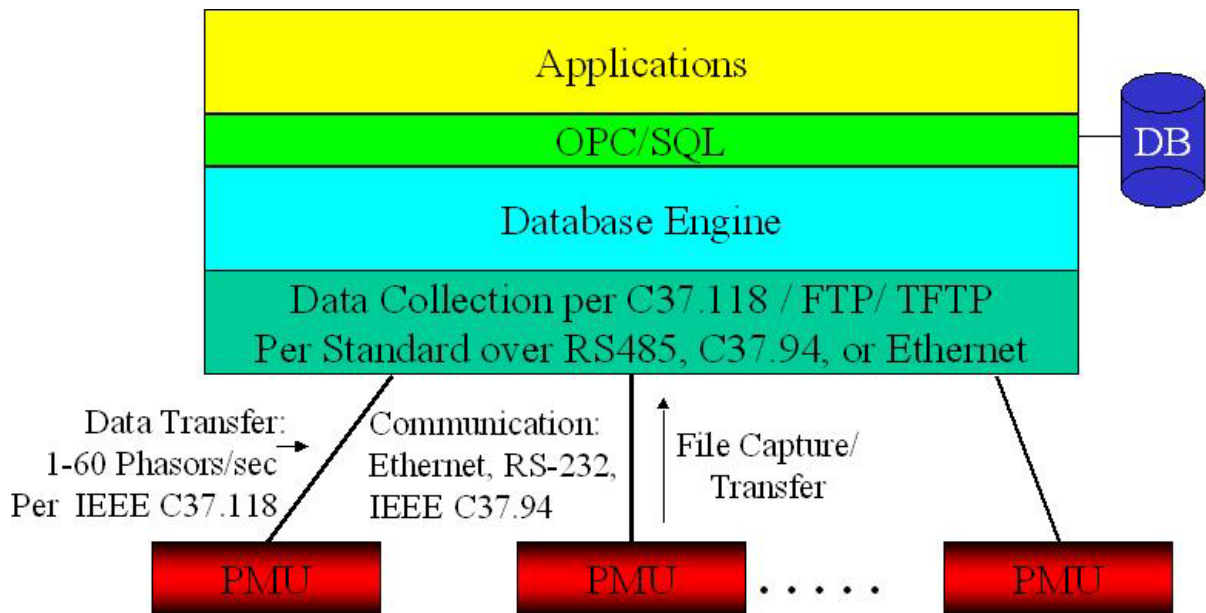 Applications
OPC/SQL
DB
Database Engine
Data Collection per C37.118 / FTP/ TFTP
Per Standard over RS485, C37.94, or Ethernet
Data Transfer:
1-60 Phasors/sec
Per IEEE C37.118
Communication:
Ethernet, RS-232,
IEEE C37.94
File Capture/
Transfer
PMU
PMU
. . . . .
PMU